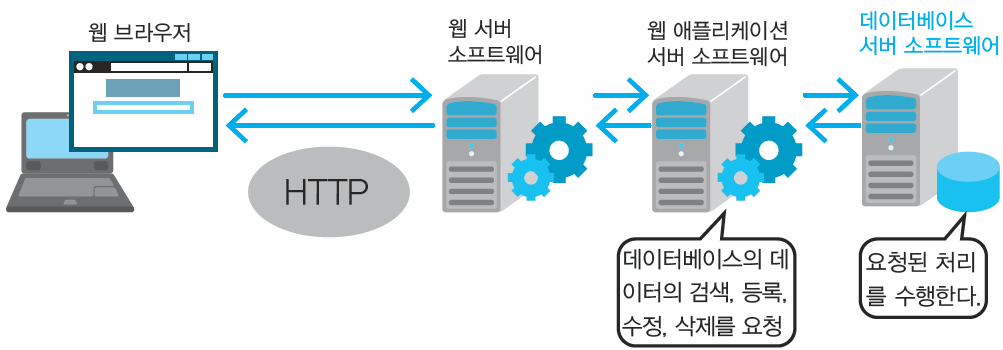 웹 브라우저
웹 서버
소프트웨어
웹 애플리케이션
서버 소프트웨어
데이터베이스
서버 소프트웨어
HTTP
데이터베이스의 데
이터의 검색, 등록,
수정, 삭제를 요청
요청된 처리
를 수행한다.